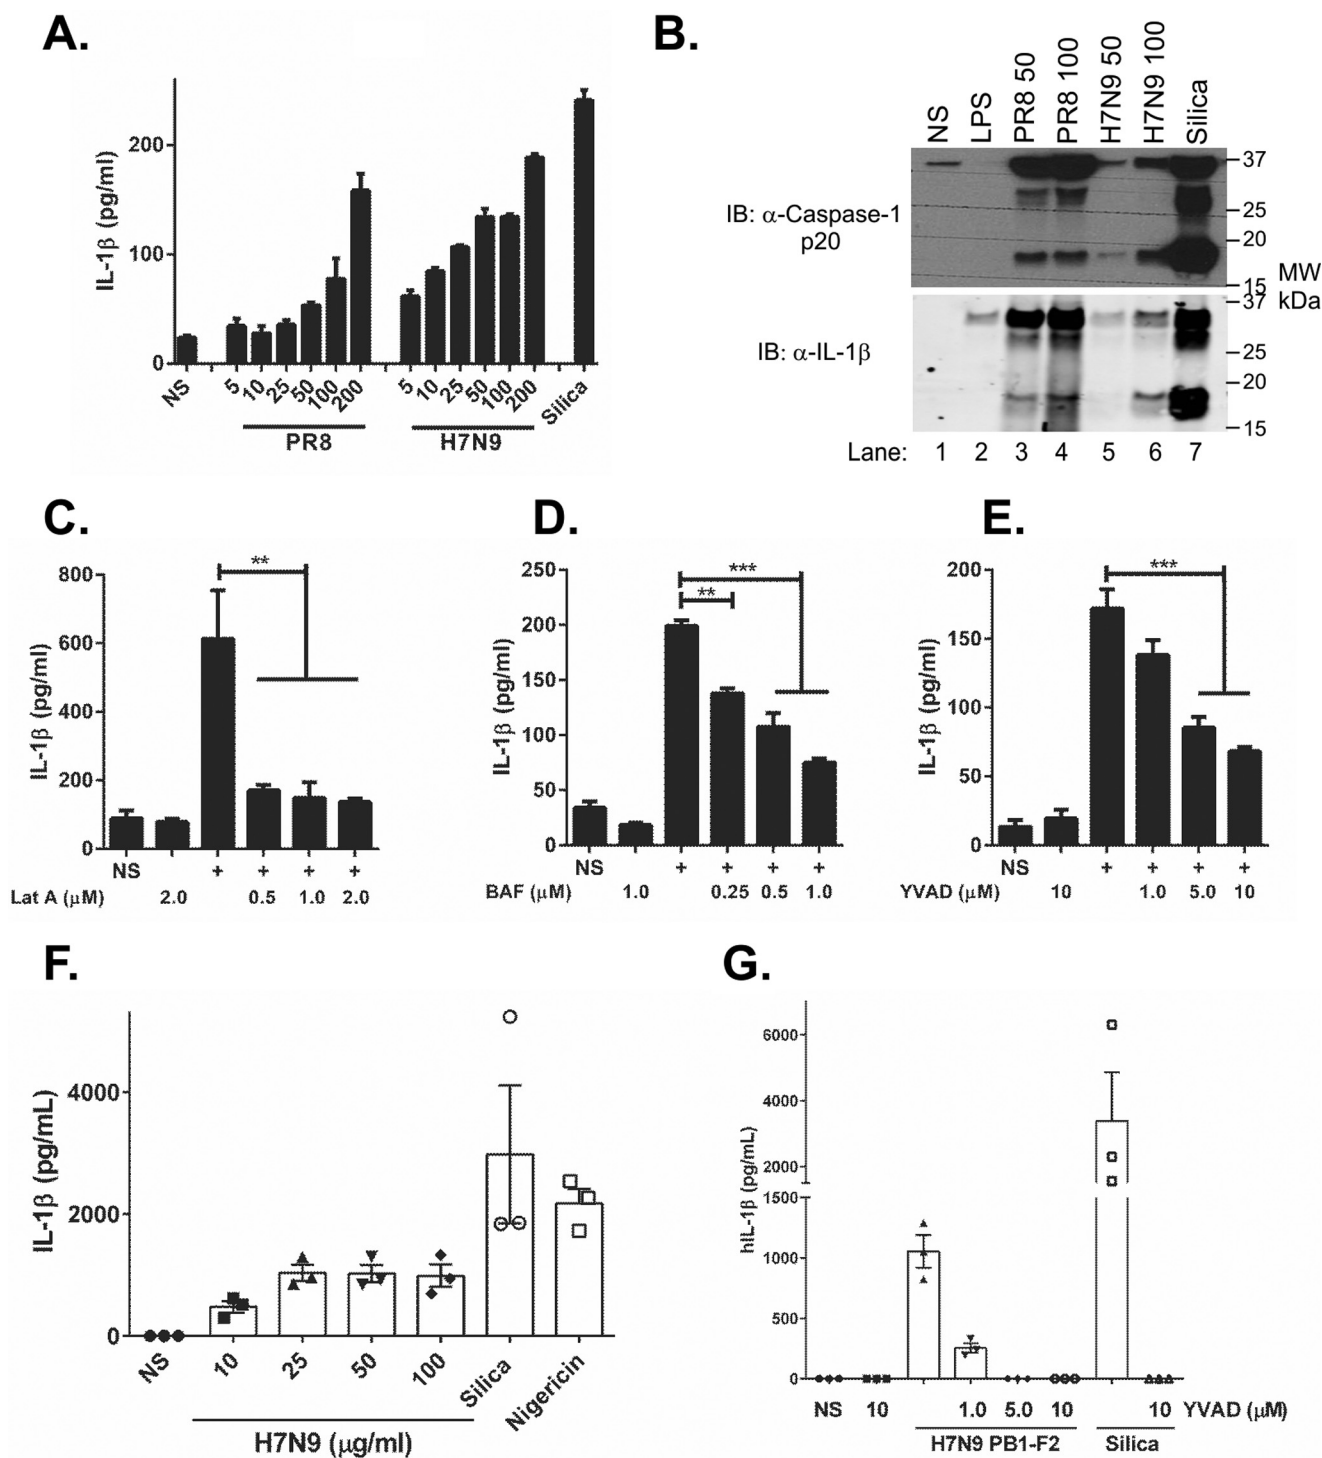 A.
IL-1β (pg/ml)
200
100
0
NS
5
10
25
50
100
200
5
10
25
50
100
200
Silica
PR8
H7N9
B.
NS
LPS
PR8 50
PR8 100
H7N9 50
H7N9 100
Silica
IB: α-Caspase-1
p20
37
25
20
15
MW
kDa
IB: α-IL-1β
37
25
20
15
Lane: 1 2 3 4 5 6 7
C.
**
IL-1β (pg/ml)
800
600
400
200
0
NS + + + +
Lat A (μM) 2.0 0.5 1.0 2.0
D.
***
**
IL-1β (pg/ml)
250
200
150
100
50
0
NS + + + +
BAF (μM) 1.0 0.25 0.5 1.0
E.
***
IL-1β (pg/ml)
200
150
100
50
0
NS + + + +
YVAD (μM) 10 1.0 5.0 10
F.
IL-1β (pg/mL)
4000
2000
0
NS
10
25
50
100
Silica
Nigericin
H7N9 (μg/ml)
G.
hIL-1β (pg/mL)
6000
4000
2000
1500
1000
500
0
NS 10 1.0 5.0 10 10 YVAD (μM)
H7N9 PB1-F2 Silica